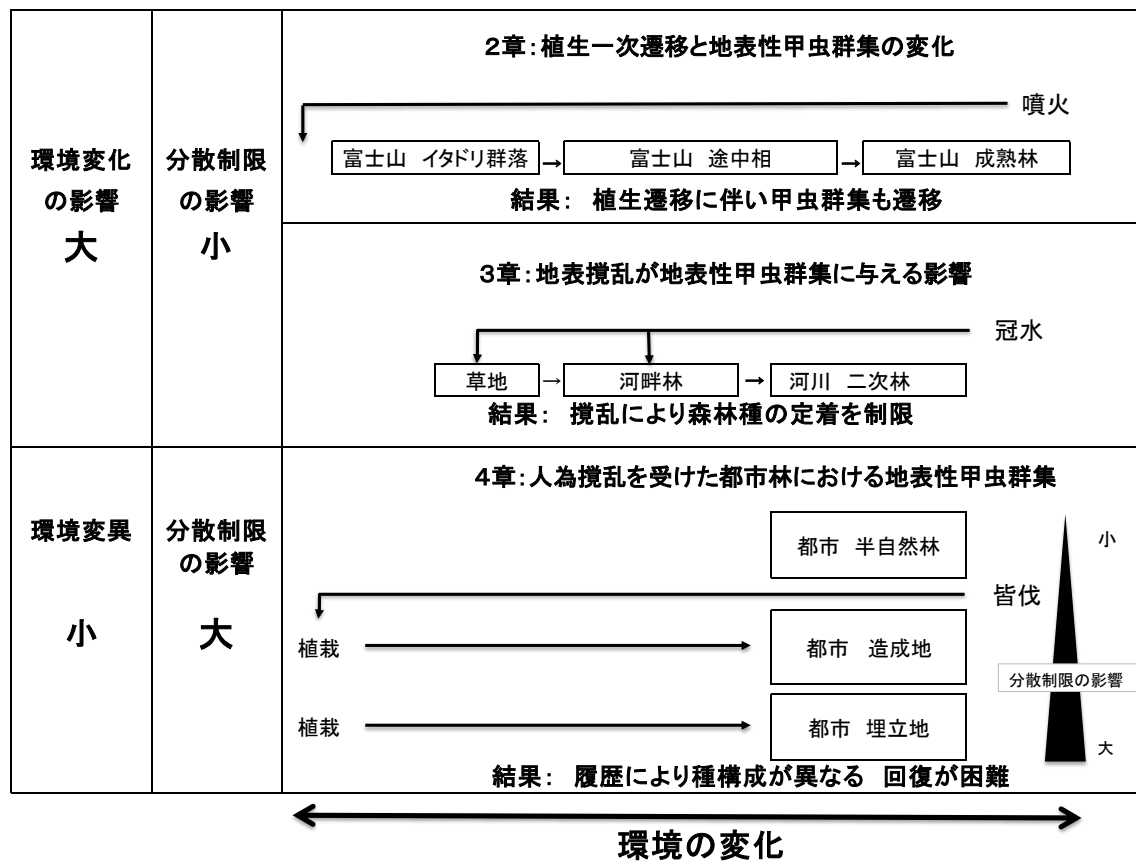 環境変化
の影響
大
分散制限
の影響
小
2章:植生一次遷移と地表性甲虫群集の変化
噴火
富士山 イタドリ群落 → 富士山 途中相 → 富士山 成熟林
結果: 植生遷移に伴い甲虫群集も遷移
3章:地表撹乱が地表性甲虫群集に与える影響
冠水
草地 → 河畔林 → 河川 二次林
結果: 撹乱により森林種の定着を制限
環境変異
小
分散制限
の影響
大
4章:人為撹乱を受けた都市林における地表性甲虫群集
都市 半自然林
小
皆伐
植栽
都市 造成地
分散制限の影響
植栽
都市 埋立地
大
結果: 履歴により種構成が異なる 回復が困難
環境の変化